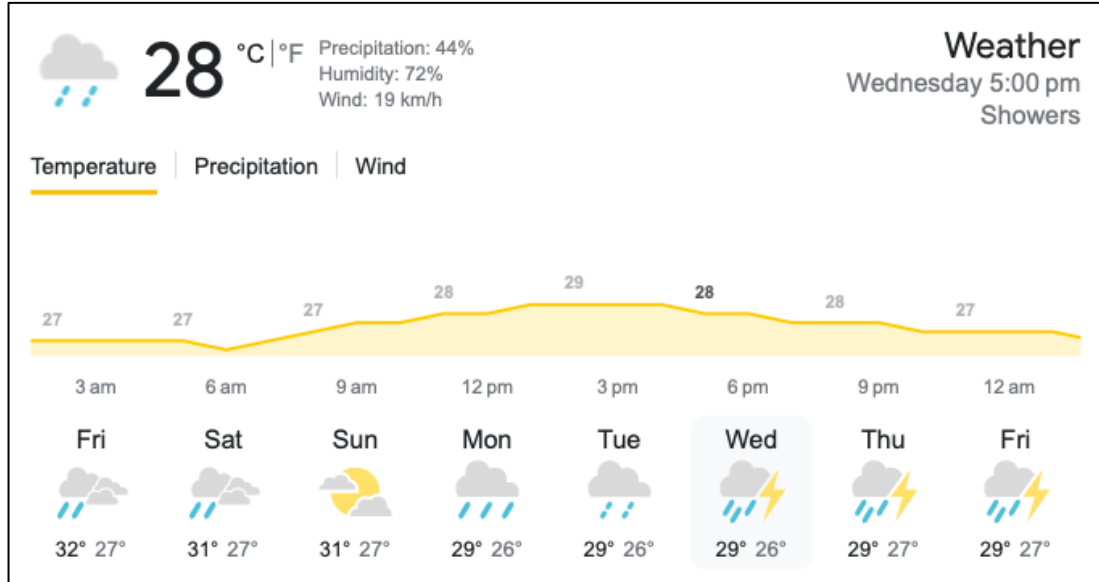 28 °C | °F
Precipitation: 44%
Humidity: 72%
Wind: 19 km/h
Weather
Wednesday 5:00 pm
Showers
Temperature | Precipitation | Wind
27 27 27 28 29 28 28 27
3 am 6 am 9 am 12 pm 3 pm 6 pm 9 pm 12 am
Fri Sat Sun Mon Tue Wed Thu Fri
32° 27° 31° 27° 31° 27° 29° 26° 29° 26° 29° 26° 29° 27° 29° 27°